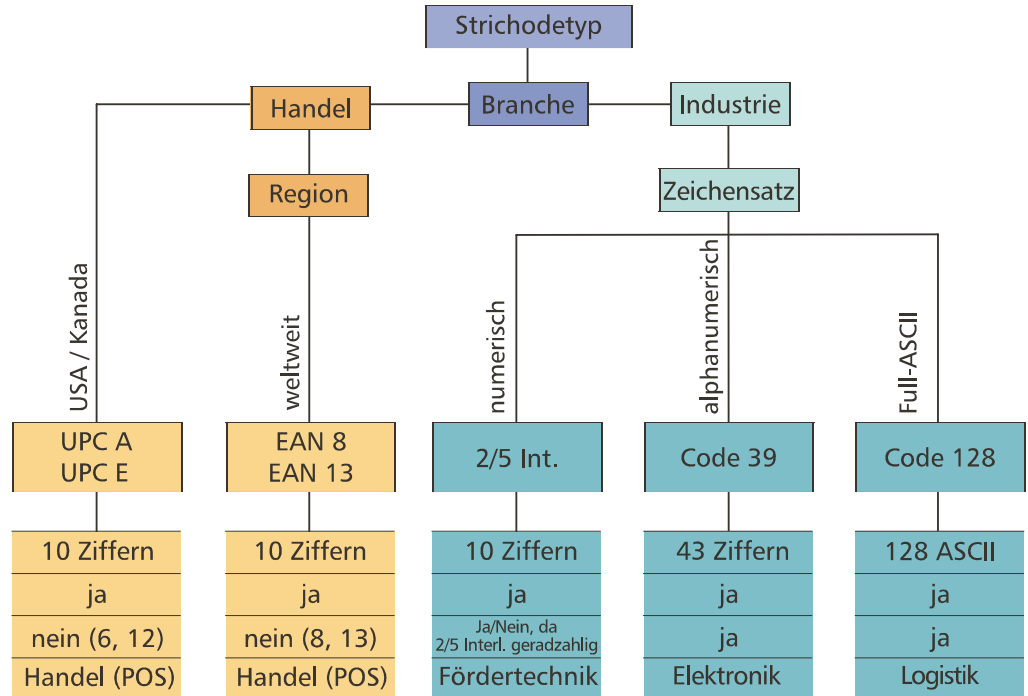 Strichodetyp
Handel
Branche
Industrie
Region
Zeichensatz
USA / Kanada
weltweit
numerisch
alphanumerisch
Full-ASCII
UPC A
UPC E
EAN 8
EAN 13
2/5 Int.
Code 39
Code 128
10 Ziffern
10 Ziffern
10 Ziffern
43 Ziffern
128 ASCII
ja
ja
ja
ja
ja
nein (6, 12)
nein (8, 13)
Ja/Nein, da
2/5 Interl. geradzahlig
ja
ja
Handel (POS)
Handel (POS)
Fördertechnik
Elektronik
Logistik